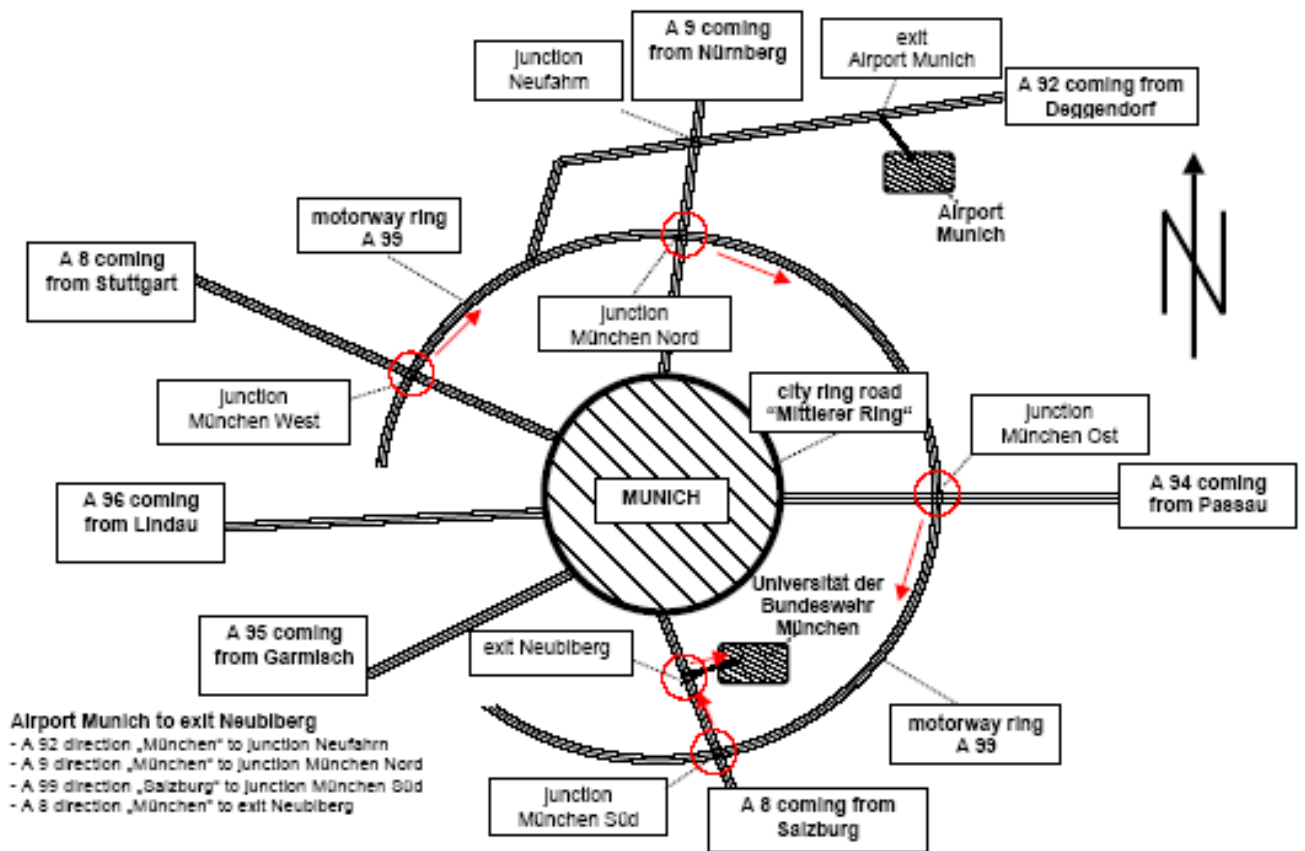 A 9 coming
from Nürnberg
exit
Airport Munich
junction
Neufahrn
A 92 coming from
Deggendorf
Airport
Munich
motorway ring
A 99
A 8 coming
from Stuttgart
junction
München Nord
junction
München West
city ring road
“Mittlerer Ring“
junction
München Ost
A 96 coming
from Lindau
MUNICH
A 94 coming
from Passau
Universität der
Bundeswehr
München
A 95 coming
from Garmisch
exit Neubiberg
motorway ring
A 99
Airport Munich to exit Neubiberg
- A 92 direction „München“ to junction Neufahrn
- A 9 direction „München“ to junction München Nord
- A 99 direction „Salzburg“ to junction München Süd
- A 8 direction „München“ to exit Neubiberg
junction
München Süd
A 8 coming from
Salzburg
N